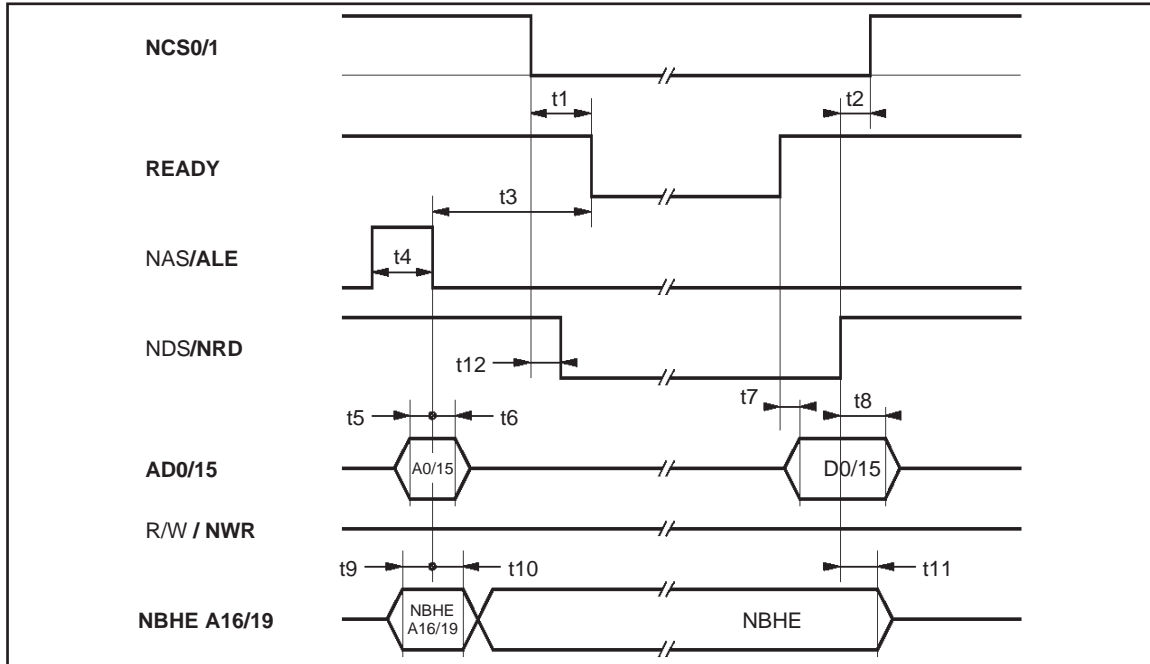 NCS0/1
t1
t2
READY
t3
NAS/ALE
t4
NDS/NRD
t12
t5
t6
t7
t8
AD0/15
A0/15
D0/15
R/W / NWR
t9
t10
t11
NBHE A16/19
NBHE
A16/19
NBHE